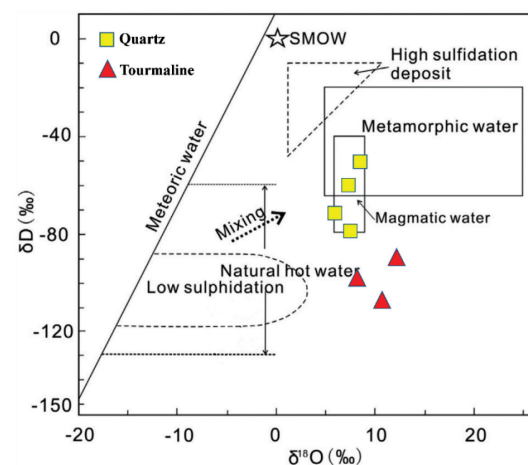 Quartz
Tourmaline
SMOW
High sulfidation
deposit
Metamorphic water
Magmatic water
Meteoric water
Mixing
Natural hot water
Low sulphidation
δD (‰)
0
-40
-80
-120
-150
-20
-10
0
10
20
δ¹⁸O (‰)